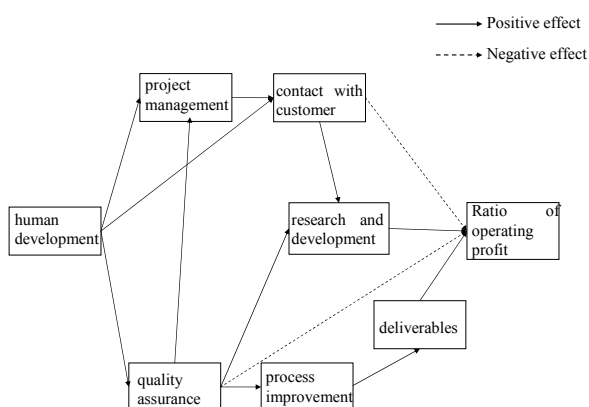 Positive effect
Negative effect
project
management
contact with
customer
human
development
research and
development
Ratio of
operating
profit
deliverables
quality
assurance
process
improvement